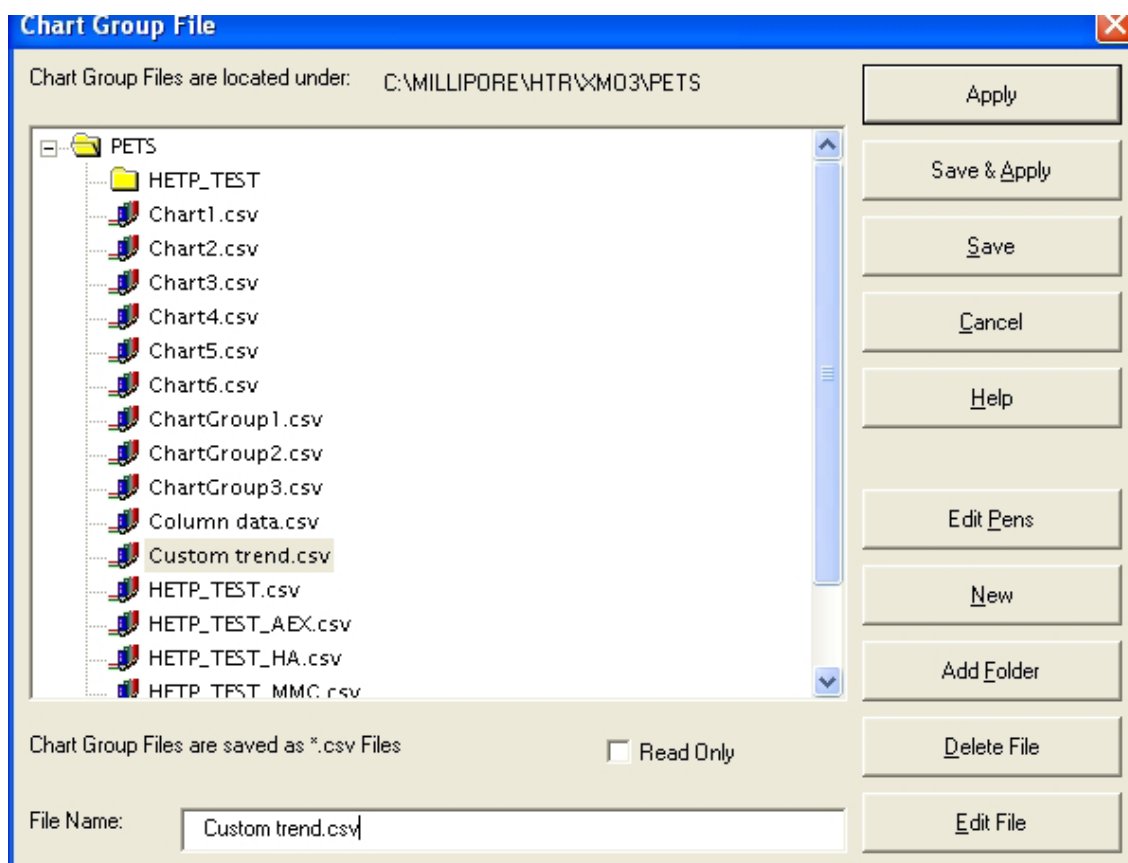 Chart Group File
Chart Group Files are located under: C:\MILLIPORE\HTR\XMO3\PETS
PETS
HETP_TEST
Chart1.csv
Chart2.csv
Chart3.csv
Chart4.csv
Chart5.csv
Chart6.csv
ChartGroup1.csv
ChartGroup2.csv
ChartGroup3.csv
Column data.csv
Custom trend.csv
HETP_TEST.csv
HETP_TEST_AEX.csv
HETP_TEST_HA.csv
HETP_TEST_MMC.csv
Chart Group Files are saved as *.csv Files
Read Only
File Name: Custom trend.csv
Apply
Save & Apply
Save
Cancel
Help
Edit Pens
New
Add Folder
Delete File
Edit File